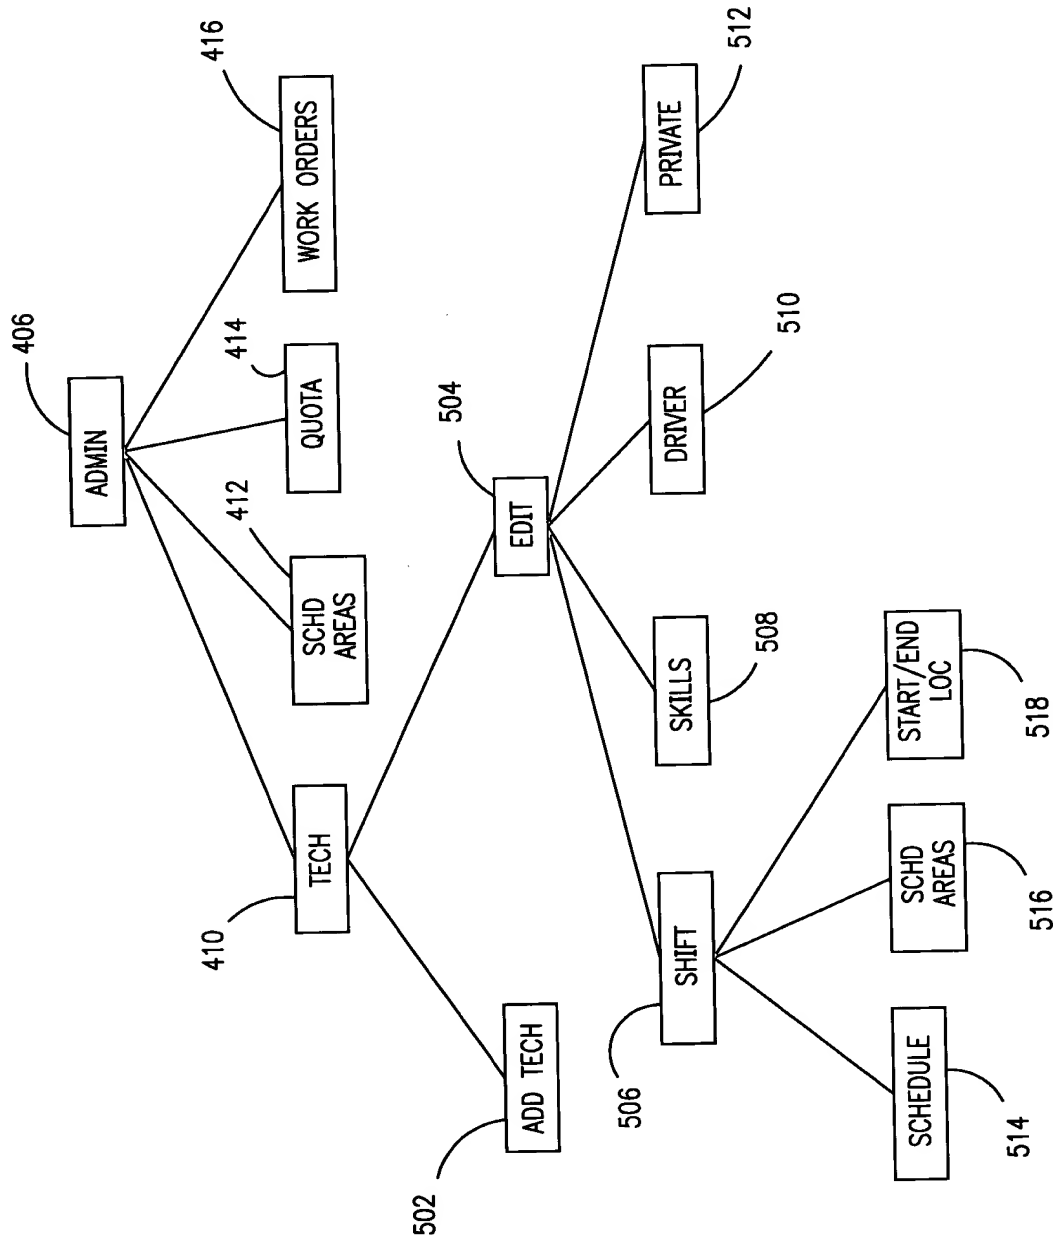 406
ADMIN
416
WORK ORDERS
414
QUOTA
412
SCHD
AREAS
410
TECH
504
EDIT
502
ADD TECH
512
PRIVATE
510
DRIVER
508
SKILLS
506
SHIFT
START/END
LOC
518
SCHD
AREAS
516
SCHEDULE
514